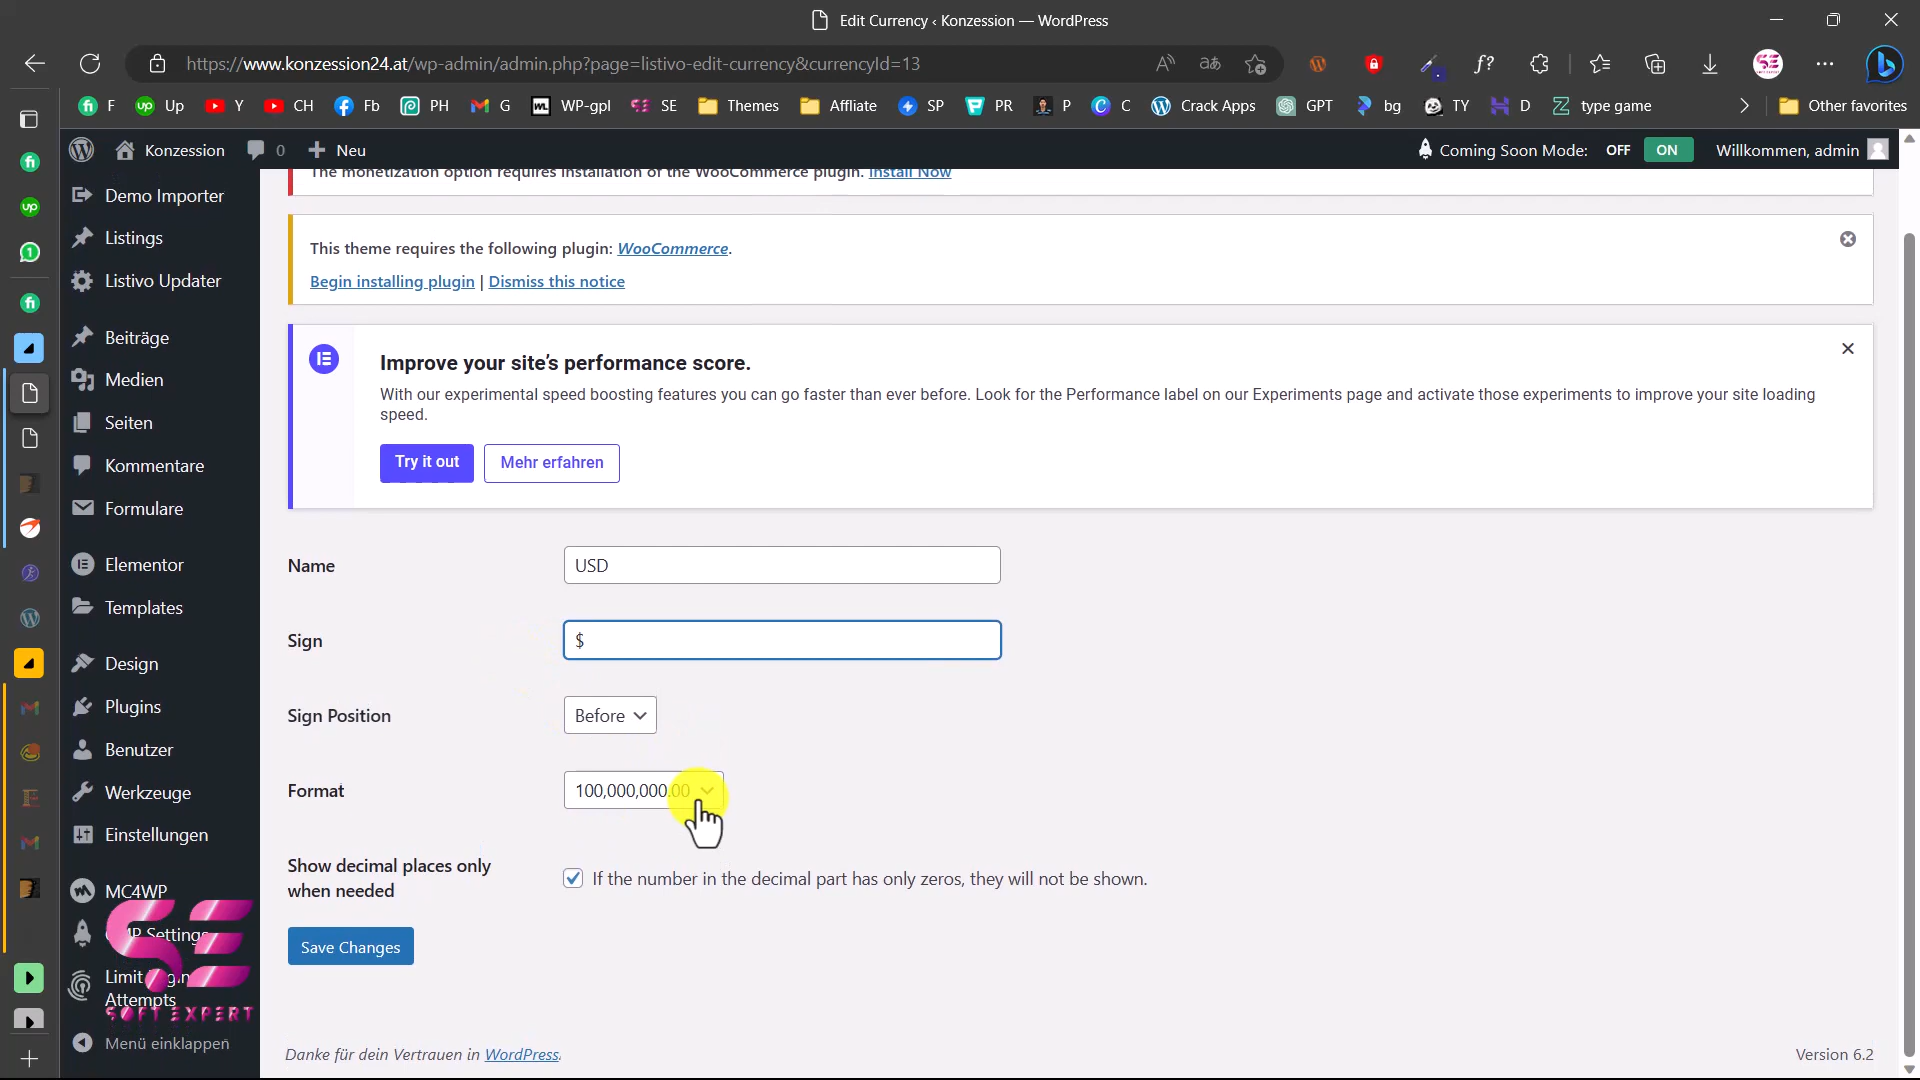 Edit Currency ‹ Konzession — WordPress
https://www.konzession24.at/wp-admin/admin.php?page=listivo-edit-currency&currencyId=13
F Up Y CH Fb PH G WP-gpl SE Themes Affliate SP PR P C Crack Apps GPT bg TY D type game Other favorites
Konzession 0 Neu Coming Soon Mode: OFF ON Willkommen, admin
The monetization option requires installation of the WooCommerce plugin. Install Now
This theme requires the following plugin: WooCommerce.
Begin installing plugin | Dismiss this notice
Improve your site’s performance score.
With our experimental speed boosting features you can go faster than ever before. Look for the Performance label on our Experiments page and activate those experiments to improve your site loading
speed.
Try it out Mehr erfahren
Name USD
Sign $
Sign Position Before
Format 100,000,000.00
Show decimal places only
when needed
If the number in the decimal part has only zeros, they will not be shown.
Save Changes
Danke für dein Vertrauen in WordPress.
Version 6.2
Demo Importer
Listings
Listivo Updater
Beiträge
Medien
Seiten
Kommentare
Formulare
Elementor
Templates
Design
Plugins
Benutzer
Werkzeuge
Einstellungen
MC4WP
Settings
Limit
Attempts
Menü einklappen
SE
SOFT EXPERT